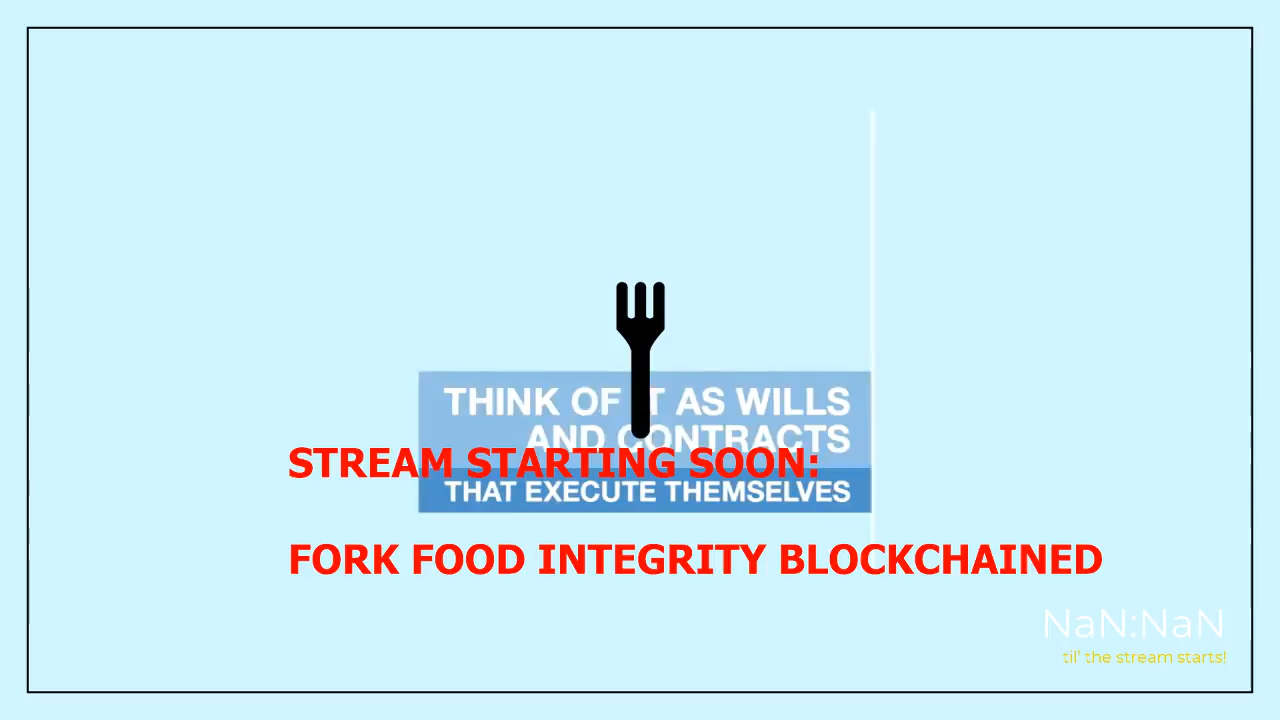 THINK OF IT AS WILLS
AND CONTRACTS
STREAM STARTING SOON:
THAT EXECUTE THEMSELVES
FORK FOOD INTEGRITY BLOCKCHAINED
NaN:NaN
til' the stream starts!